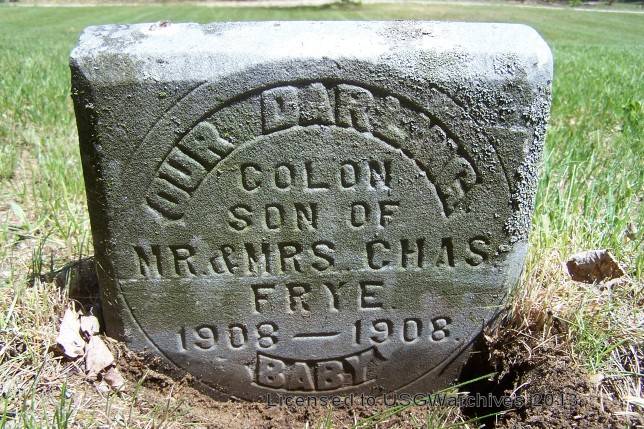 OUR DARLING
COLON
SON OF
MR. & MRS. CHAS.
FRYE.
1908 — 1908.
BABY
Licensed to USGWarchives 2013